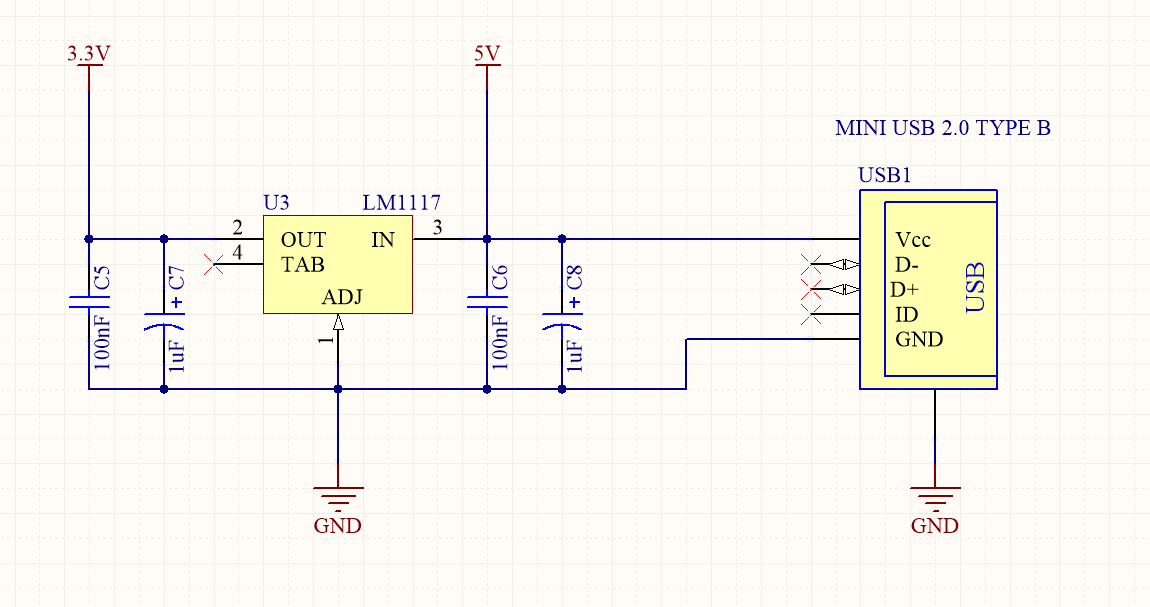 3.3V
5V
MINI USB 2.0 TYPE B
USB1
U3
LM1117
2
OUT
IN
3
4
TAB
ADJ
1
C5
100nF
C7
+
1uF
C6
100nF
C8
+
1uF
Vcc
D-
D+
ID
GND
USB
GND
GND